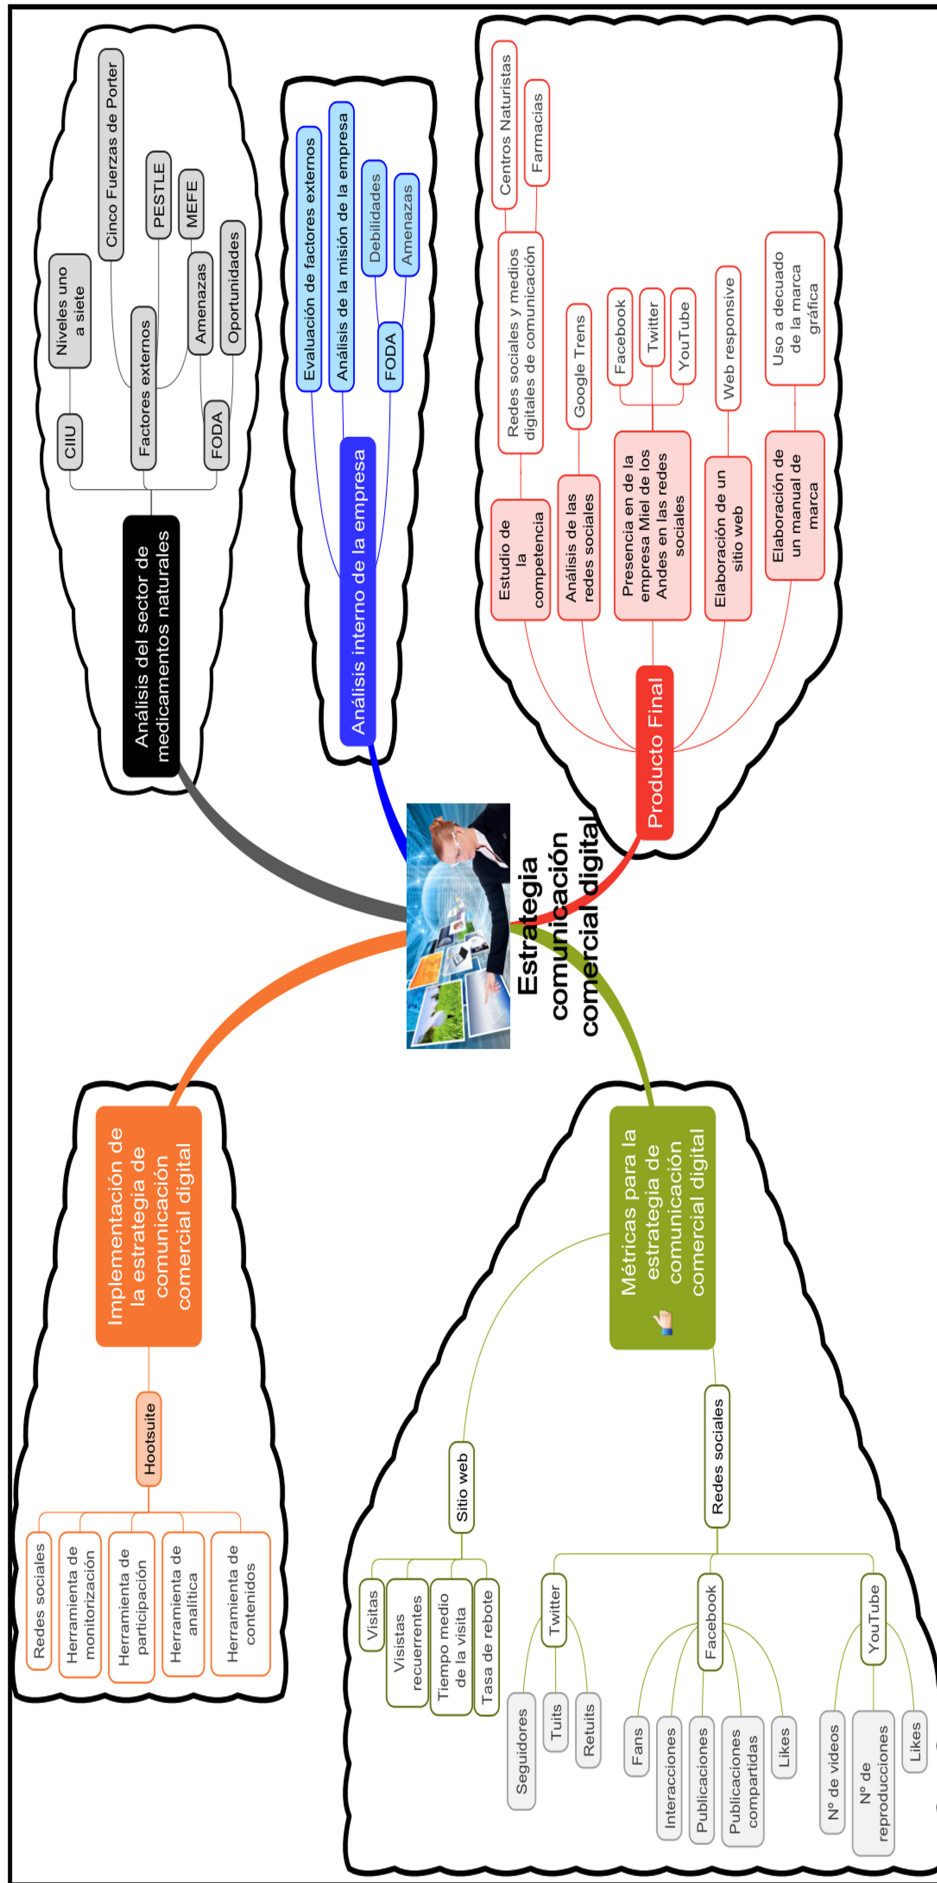 Estrategia
comunicación
comercial digital
Análisis del sector de
medicamentos naturales
CIIU
Niveles uno
a siete
Factores externos
Cinco Fuerzas de Porter
PESTLE
MEFE
FODA
Amenazas
Oportunidades
Análisis interno de la empresa
Evaluación de factores externos
Análisis de la misión de la empresa
FODA
Debilidades
Amenazas
Producto Final
Estudio de
la
competencia
Redes sociales y medios
digitales de comunicación
Centros Naturistas
Farmacias
Análisis de las
redes sociales
Google Trens
Presencia en de la
empresa Miel de los
Andes en las redes
sociales
Facebook
Twitter
YouTube
Elaboración de un
sitio web
Web responsive
Elaboración de
un manual de
marca
Uso a decuado
de la marca
gráfica
Implementación de
la estrategia de
comunicación
comercial digital
Hootsuite
Redes sociales
Herramienta de
monitorización
Herramienta de
participación
Herramienta de
analítica
Herramienta de
contenidos
Métricas para la
estrategia de
comunicación
comercial digital
Sitio web
Visitas
Visistas
recuerrentes
Tiempo medio
de la visita
Tasa de rebote
Redes sociales
Twitter
Seguidores
Tuits
Retuits
Facebook
Fans
Interacciones
Publicaciones
Publicaciones
compartidas
Likes
YouTube
Nº de videos
Nº de
reproducciones
Likes